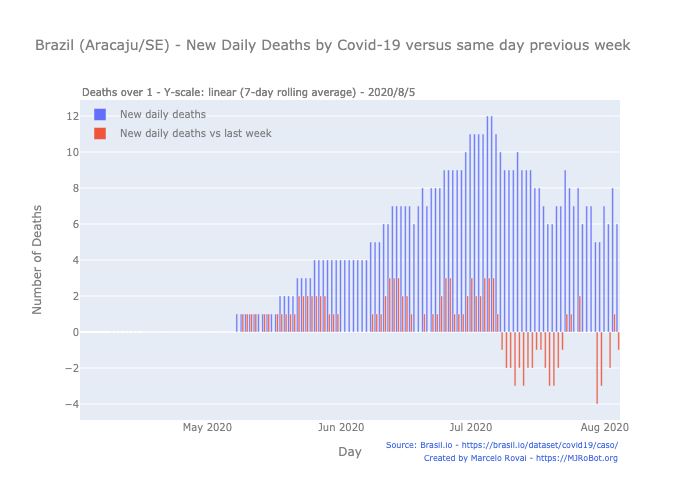 Brazil (Aracaju/SE) - New Daily Deaths by Covid-19 versus same day previous week
Deaths over 1 - Y-scale: linear (7-day rolling average) - 2020/8/5
New daily deaths
New daily deaths vs last week
12
10
8
6
4
2
0
−2
−4
Number of Deaths
May 2020
Jun 2020
Jul 2020
Aug 2020
Day
Source: Brasil.io - https://brasil.io/dataset/covid19/caso/
Created by Marcelo Rovai - https://MJRoBot.org